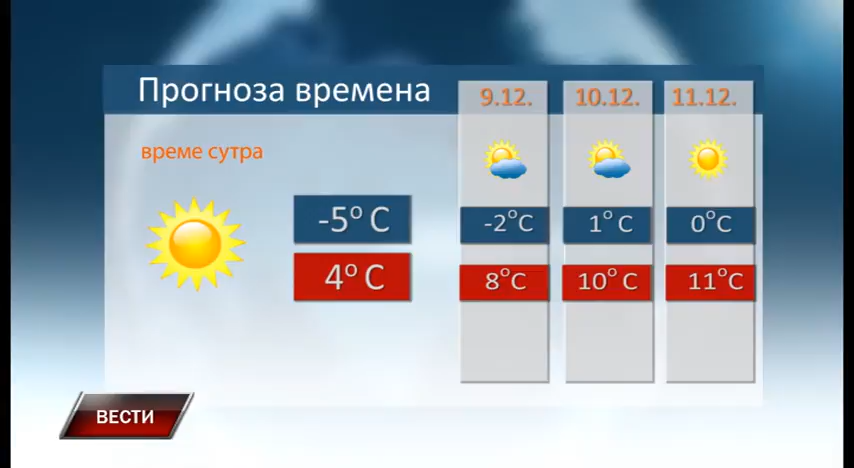 Прогноза времена
9.12. 10.12. 11.12.
време сутра
-5°C
4°C
-2°C 1°C 0°C
8°C 10°C 11°C
ВЕСТИ